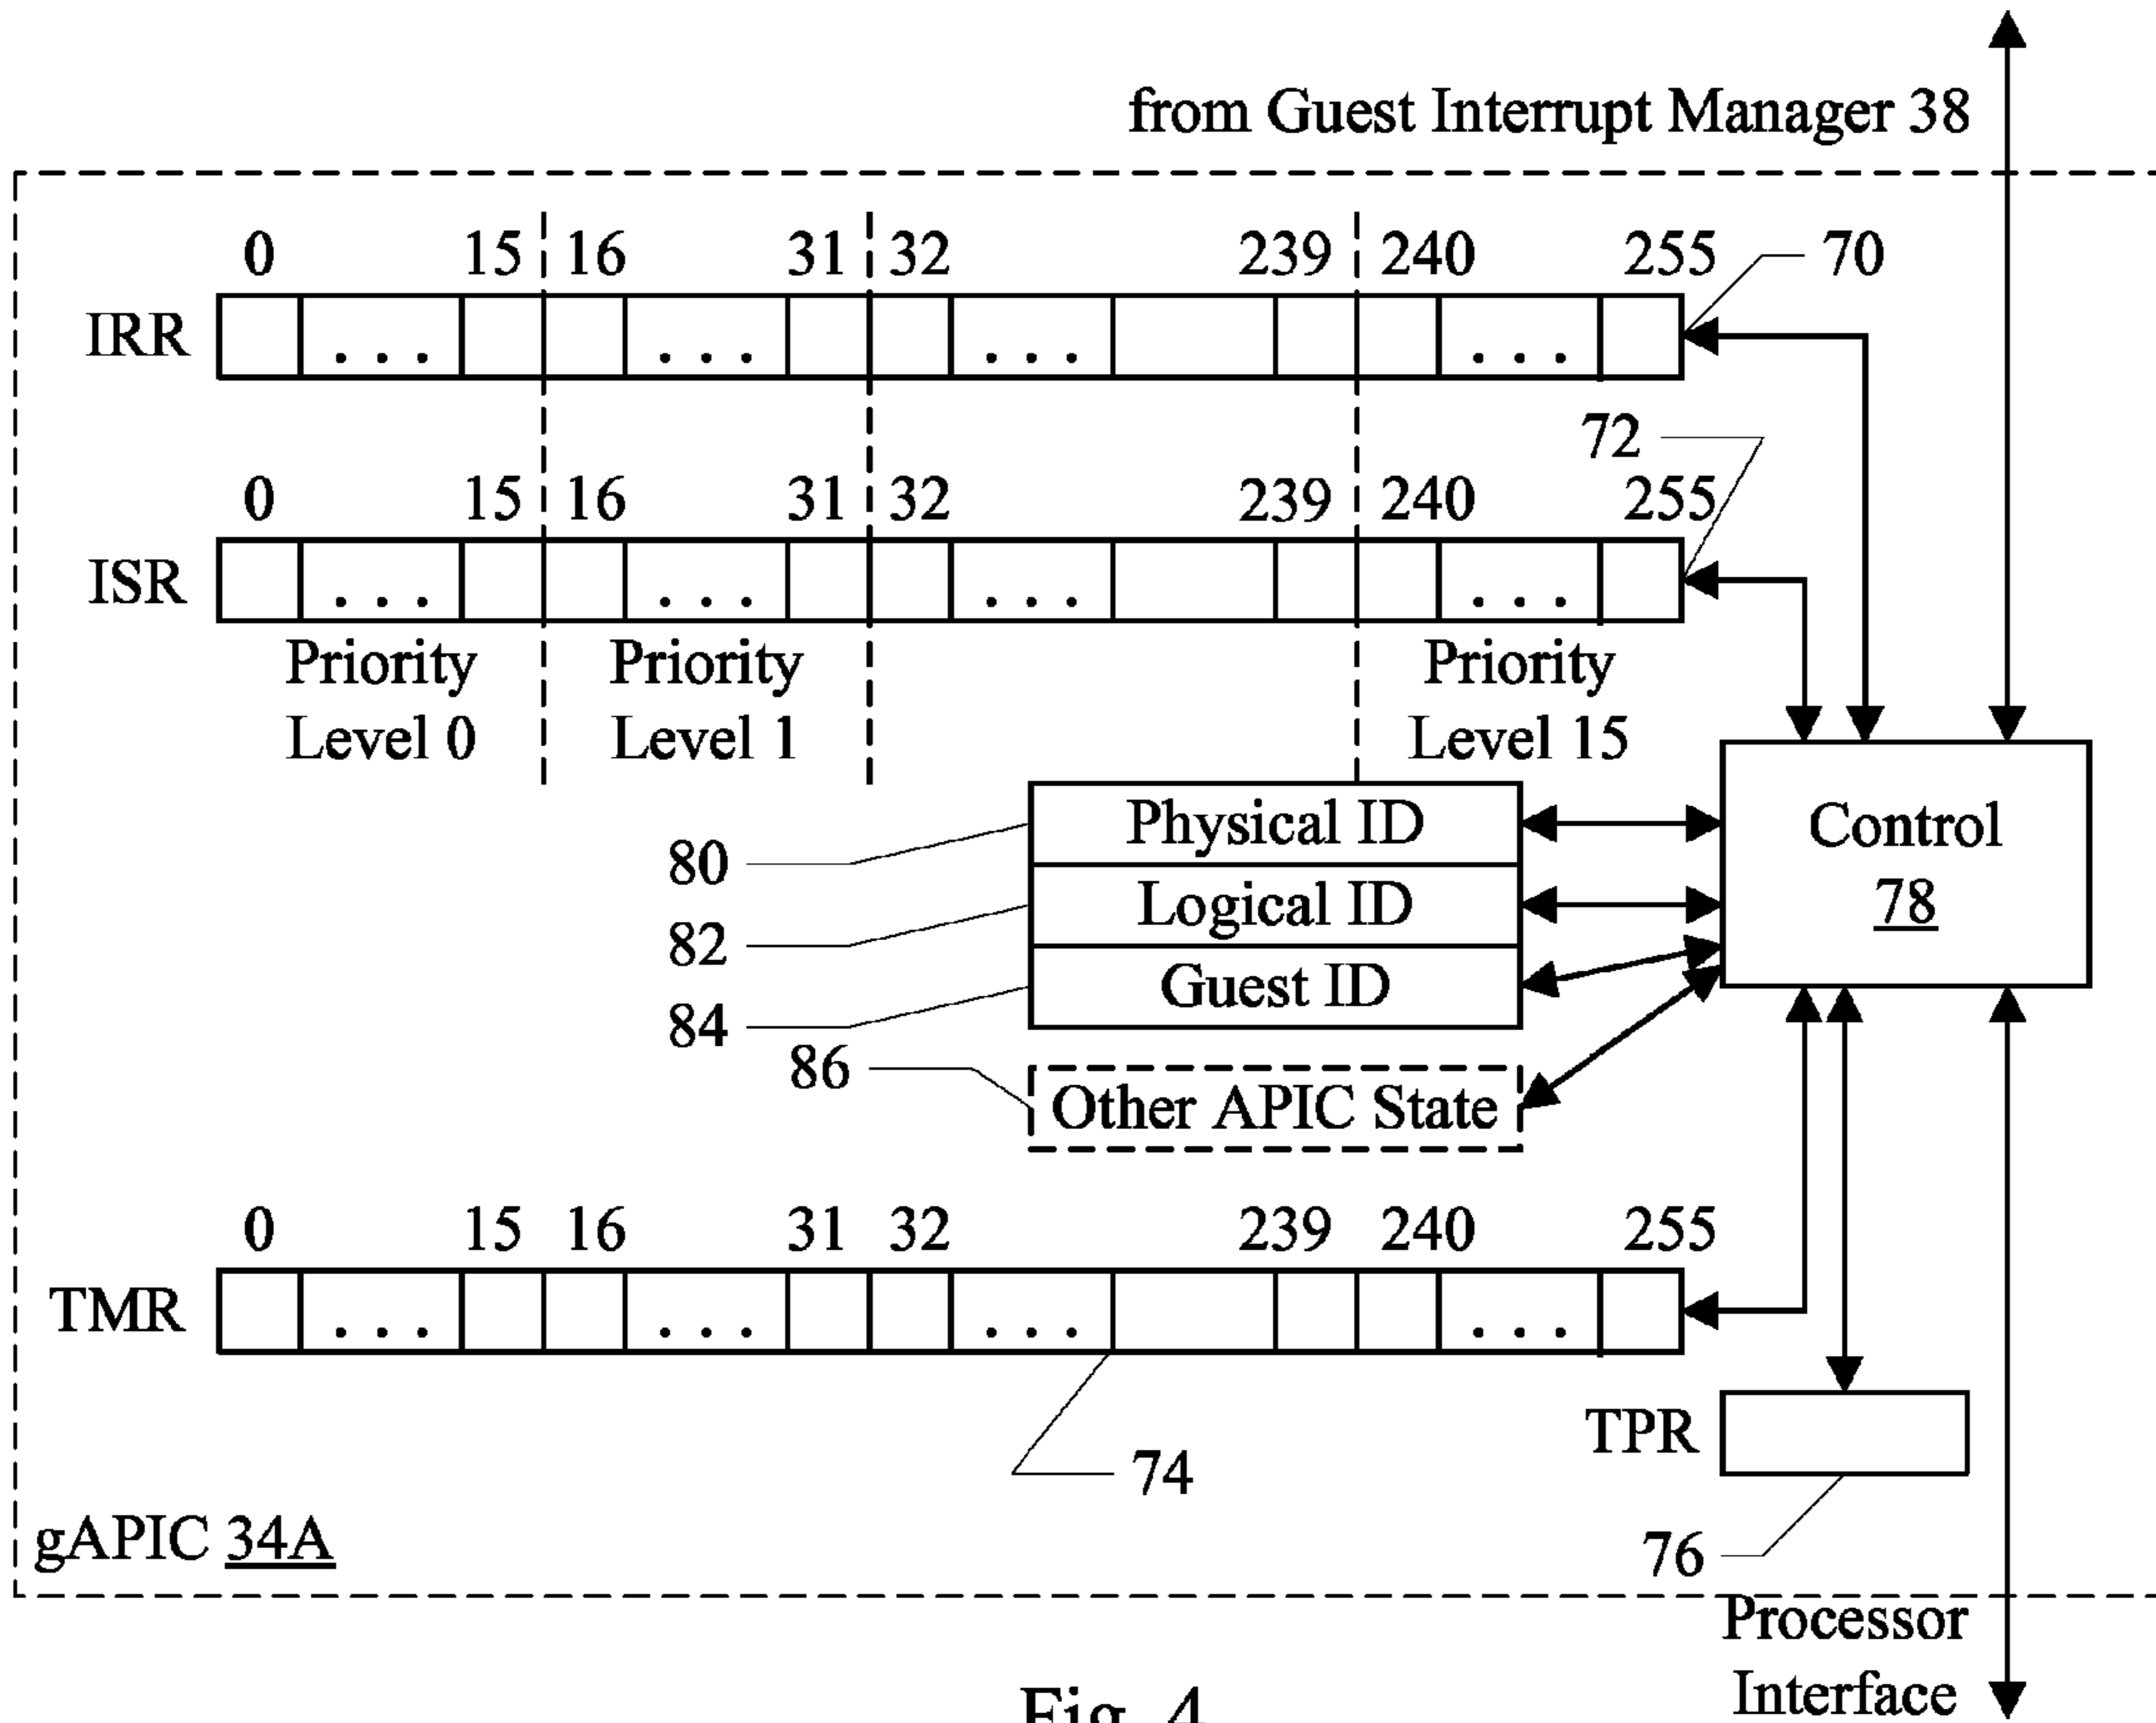 from Guest Interrupt Manager 38
0 15 16 31 32 239 240 255 70
IRR . . . . . . . . . . . .
72
0 15 16 31 32 239 240 255
ISR . . . . . . . . . . . .
Priority Priority Priority
Level 0 Level 1 Level 15
Physical ID
Control
80
Logical ID
78
82
Guest ID
84
86
Other APIC State
0 15 16 31 32 239 240 255
TMR . . . . . . . . . . . .
TPR
74
gAPIC 34A
76
Processor
Interface
Fig. 4